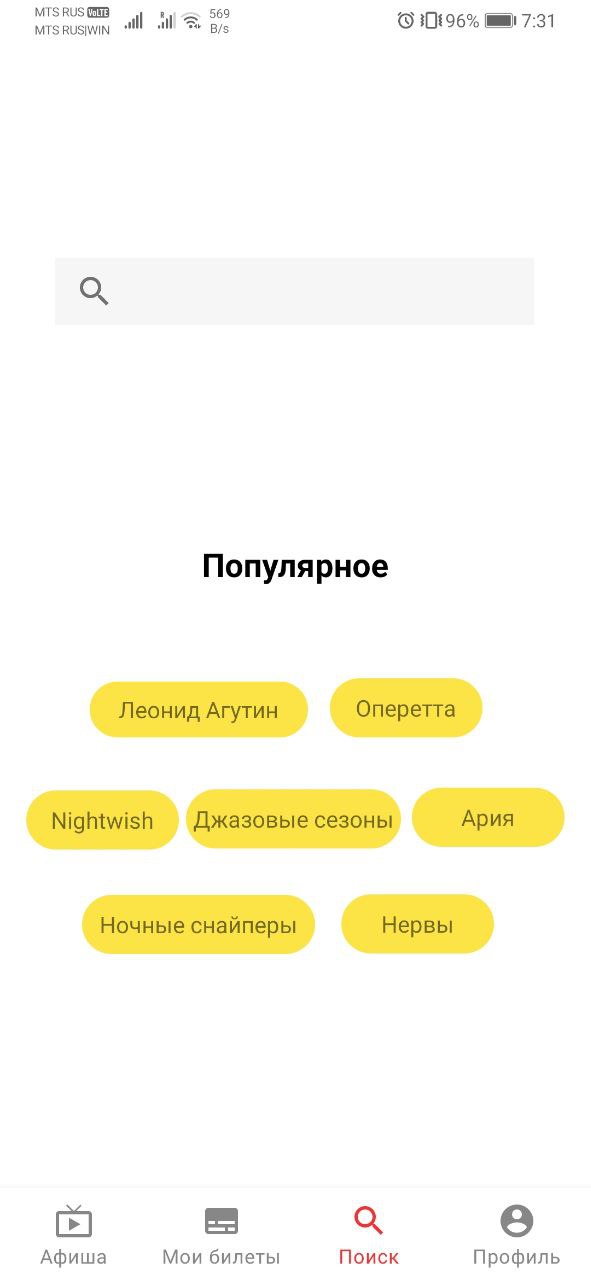 MTS RUS VoLTE
MTS RUS|WIN
R
569
B/s
96%
7:31
Популярное
Леонид Агутин
Оперетта
Nightwish
Джазовые сезоны
Ария
Ночные снайперы
Нервы
Афиша
Мои билеты
Поиск
Профиль